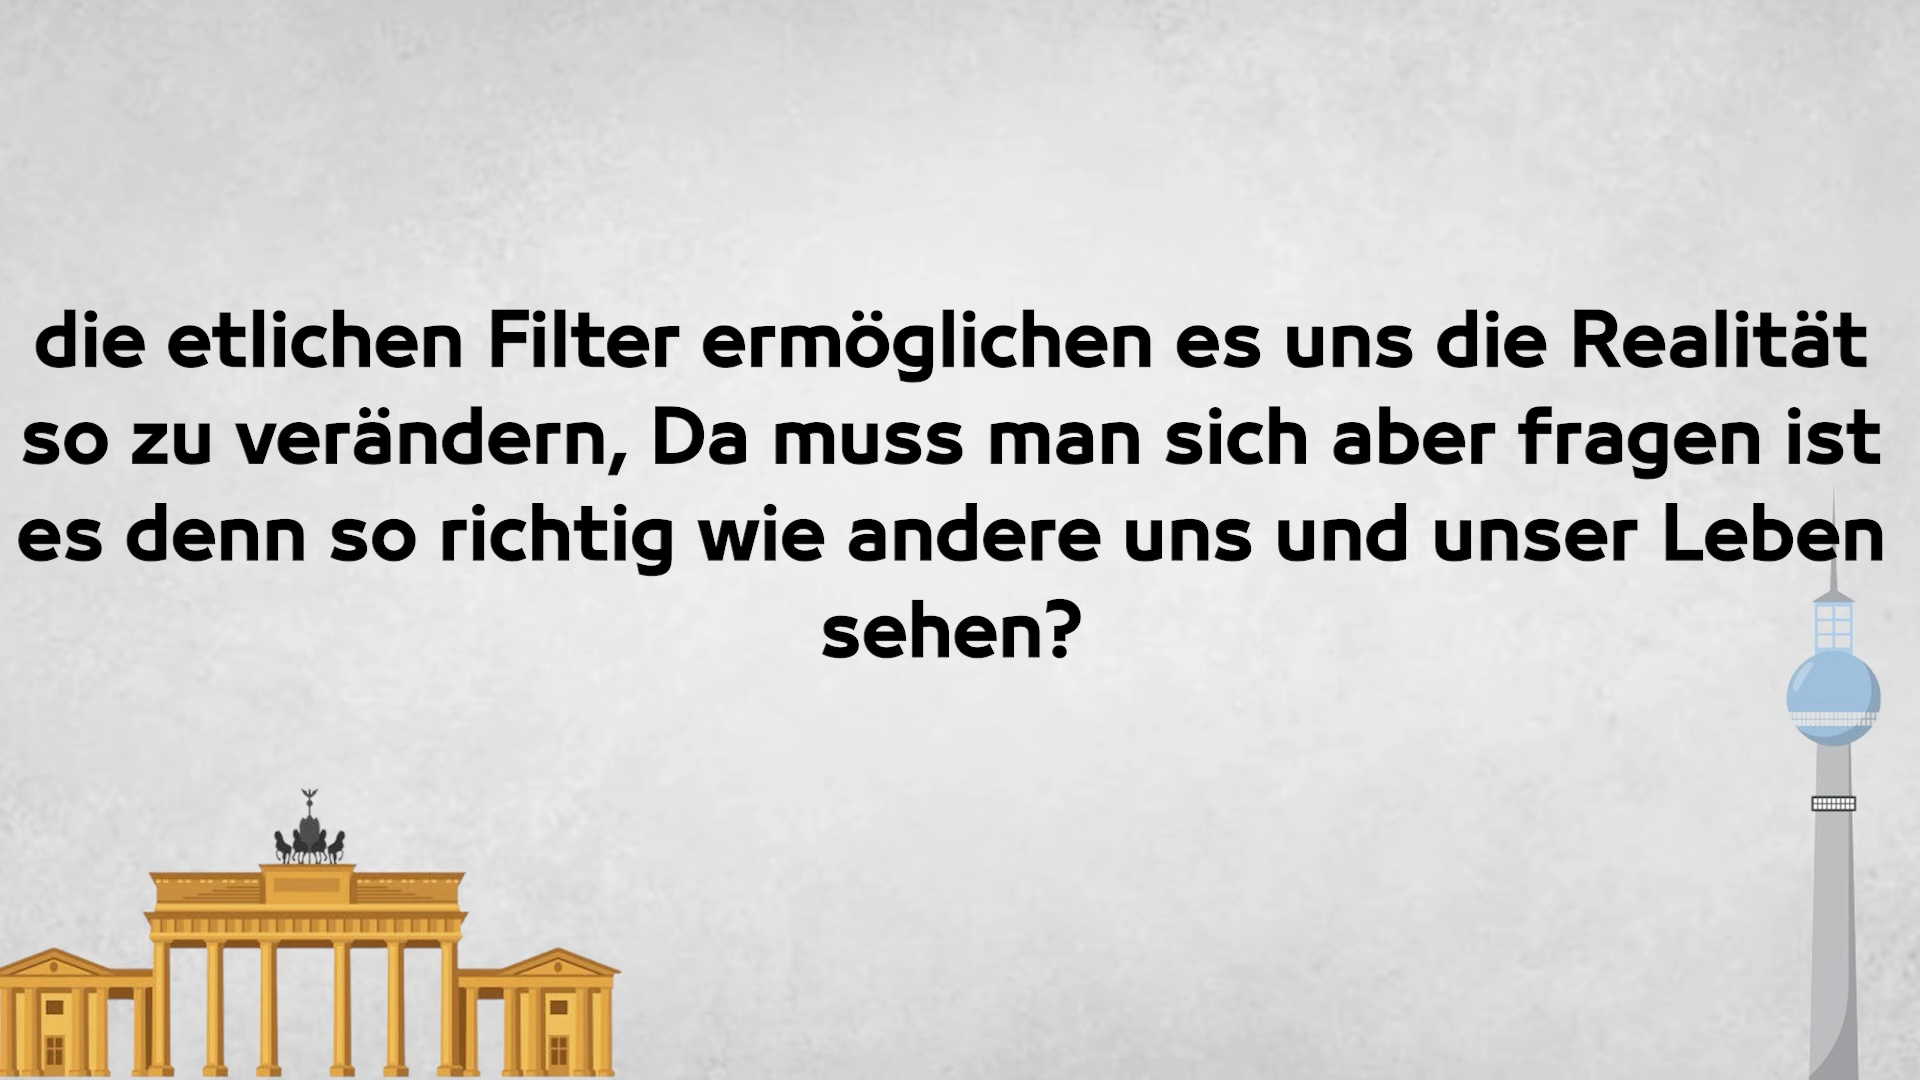 die etlichen Filter ermöglichen es uns die Realität
so zu verändern, Da muss man sich aber fragen ist
es denn so richtig wie andere uns und unser Leben
sehen?